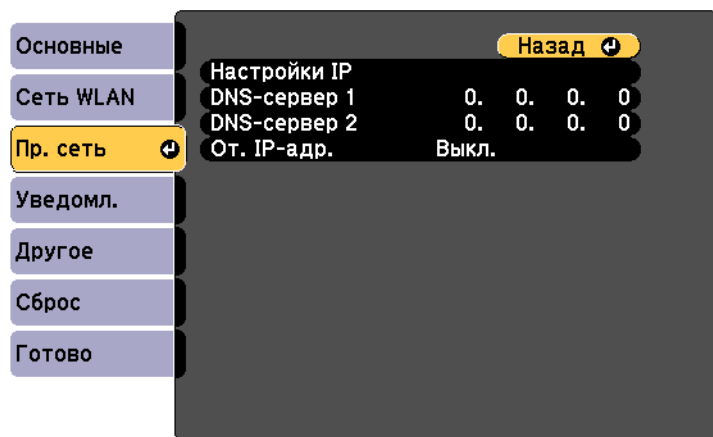 Основные
Сеть WLAN
Пр. сеть
Уведомл.
Другое
Сброс
Готово
Назад
Настройки IP
DNS-сервер 1 0. 0. 0. 0
DNS-сервер 2 0. 0. 0. 0
От. IP-адр. Выкл.